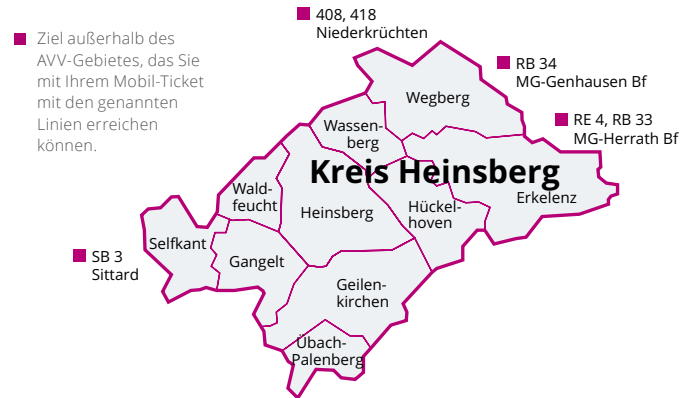 Ziel außerhalb des
AVV-Gebietes, das Sie
mit Ihrem Mobil-Ticket
mit den genannten
Linien erreichen
können.
408, 418
Niederkrüchten
RB 34
MG-Genhausen Bf
RE 4, RB 33
MG-Herrath Bf
Wegberg
Wassen-
berg
Kreis Heinsberg
Wald-
feucht
Heinsberg
Hückel-
hoven
Erkelenz
Selfkant
Gangelt
SB 3
Sittard
Geilen-
kirchen
Übach-
Palenberg